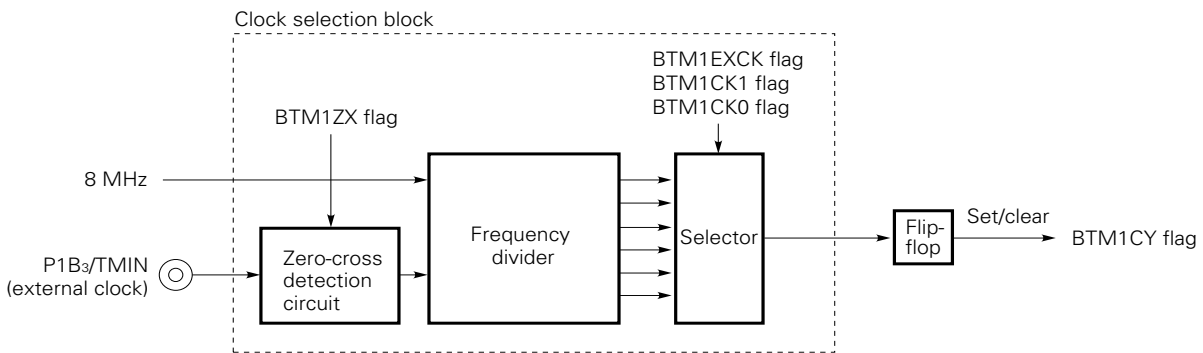 Clock selection block
BTM1EXCK flag
BTM1CK1 flag
BTM1CK0 flag
BTM1ZX flag
8 MHz
P1B₃/TMIN
(external clock)
Zero-cross
detection
circuit
Frequency
divider
Selector
Flip-
flop
Set/clear
BTM1CY flag